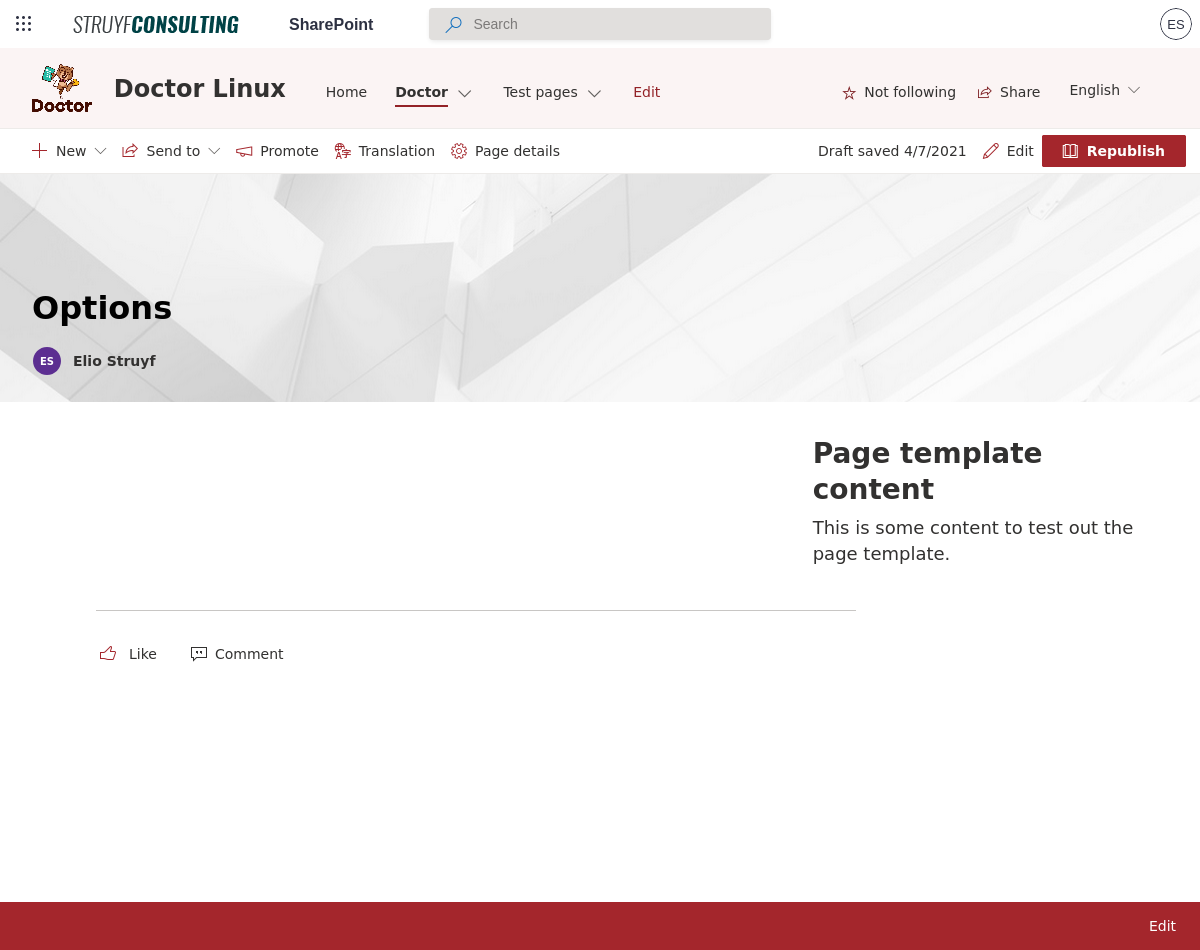 STRUYFCONSULTING SharePoint Search ES
Doctor Doctor Linux Home Doctor Test pages Edit Not following Share English
New Send to Promote Translation Page details Draft saved 4/7/2021 Edit Republish
Options
ES Elio Struyf
Page template
content
This is some content to test out the
page template.
Like Comment
Edit